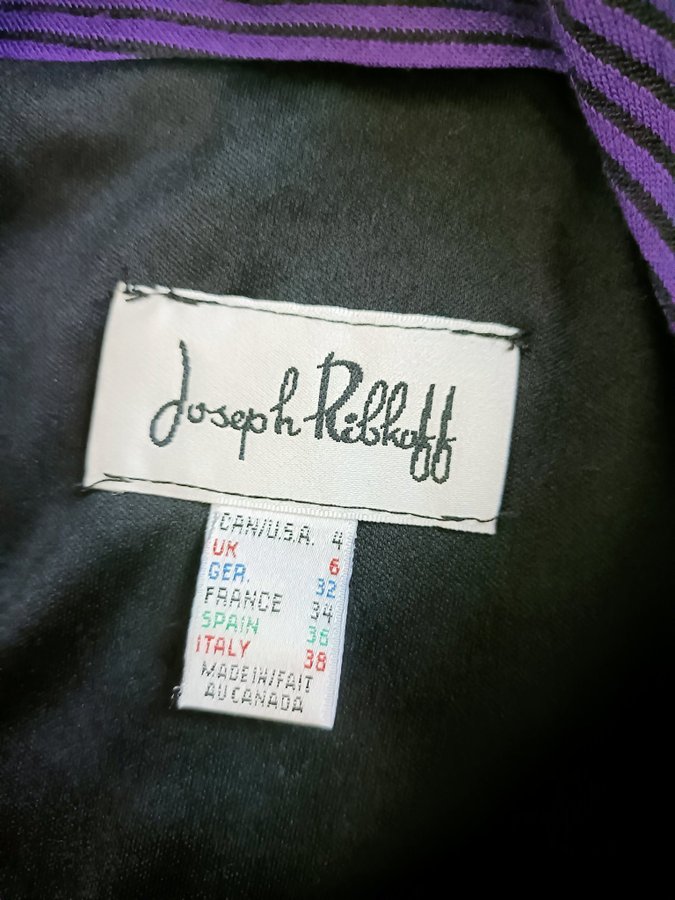 Joseph Ribkoff
CAN/U.S.A. 4
UK 6
GER. 32
FRANCE 34
SPAIN 36
ITALY 38
MADE IN/FAIT
AU CANADA